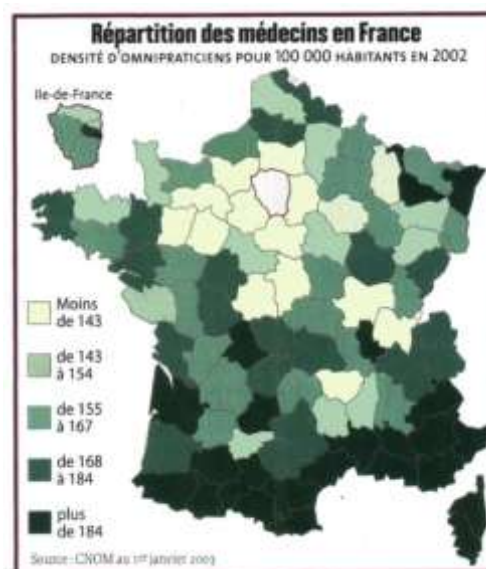 Répartition des médecins en France
DENSITÉ D'OMNIPRATICIENS POUR 100 000 HABITANTS EN 2002
Ile-de-France
Moins
de 143
de 143
à 154
de 155
à 167
de 168
à 184
plus
de 184
Source : CNOM au 1er janvier 2003